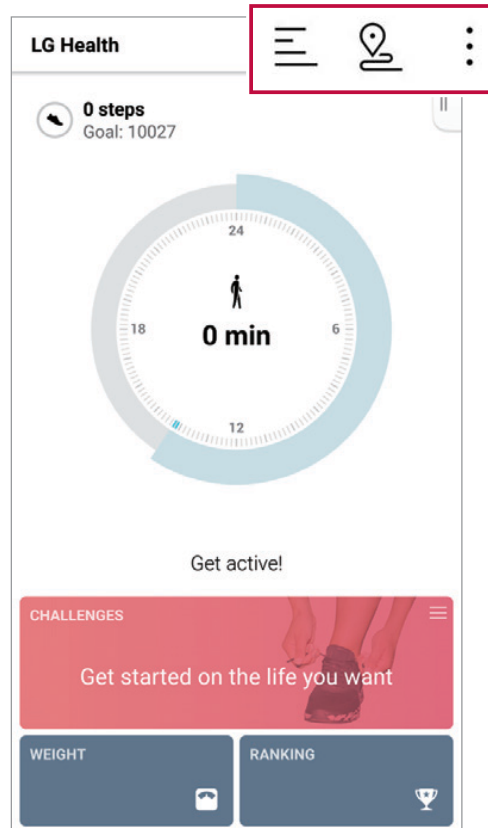 LG Health
0 steps
Goal: 10027
24
18
6
0 min
12
Get active!
CHALLENGES
Get started on the life you want
WEIGHT
RANKING